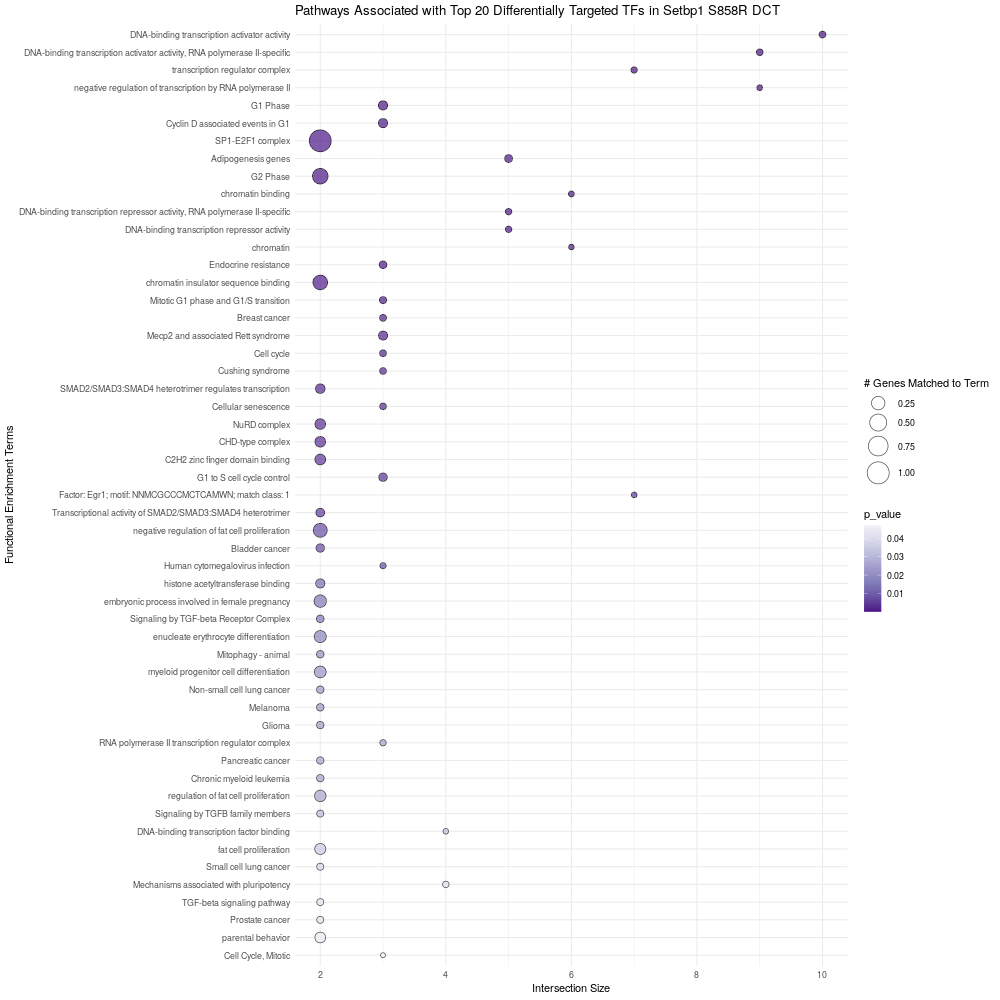 Pathways Associated with Top 20 Differentially Targeted TFs in Setbp1 S858R DCT
DNA-binding transcription activator activity
DNA-binding transcription activator activity, RNA polymerase II-specific
transcription regulator complex
negative regulation of transcription by RNA polymerase II
G1 Phase
Cyclin D associated events in G1
SP1-E2F1 complex
Adipogenesis genes
G2 Phase
chromatin binding
DNA-binding transcription repressor activity, RNA polymerase II-specific
DNA-binding transcription repressor activity
chromatin
Endocrine resistance
chromatin insulator sequence binding
Mitotic G1 phase and G1/S transition
Breast cancer
Mecp2 and associated Rett syndrome
Cell cycle
Cushing syndrome
SMAD2/SMAD3:SMAD4 heterotrimer regulates transcription
Cellular senescence
NuRD complex
CHD-type complex
C2H2 zinc finger domain binding
G1 to S cell cycle control
Factor: Egr1; motif: NNMCGCCCMCTCAMWN; match class: 1
Transcriptional activity of SMAD2/SMAD3:SMAD4 heterotrimer
negative regulation of fat cell proliferation
Bladder cancer
Human cytomegalovirus infection
histone acetyltransferase binding
embryonic process involved in female pregnancy
Signaling by TGF-beta Receptor Complex
enucleate erythrocyte differentiation
Mitophagy - animal
myeloid progenitor cell differentiation
Non-small cell lung cancer
Melanoma
Glioma
RNA polymerase II transcription regulator complex
Pancreatic cancer
Chronic myeloid leukemia
regulation of fat cell proliferation
Signaling by TGFB family members
DNA-binding transcription factor binding
fat cell proliferation
Small cell lung cancer
Mechanisms associated with pluripotency
TGF-beta signaling pathway
Prostate cancer
parental behavior
Cell Cycle, Mitotic
Functional Enrichment Terms
2 4 6 8 10
Intersection Size
# Genes Matched to Term
0.25
0.50
0.75
1.00
p_value
0.04
0.03
0.02
0.01